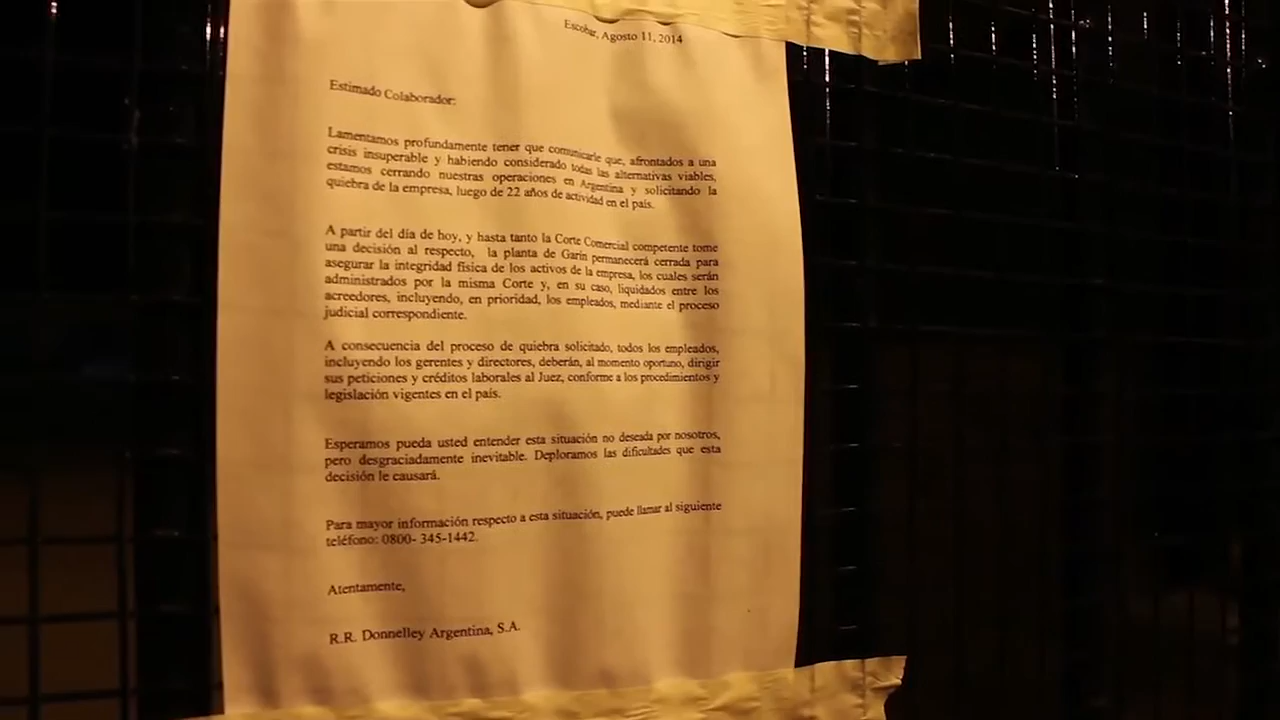 Escobar, Agosto 11, 2014
Estimado Colaborador:
Lamentamos profundamente tener que comunicarle que, afrontados a una
crisis insuperable y habiendo considerado todas las alternativas viables,
estamos cerrando nuestras operaciones en Argentina y solicitando la
quiebra de la empresa, luego de 22 años de actividad en el país.
A partir del día de hoy, y hasta tanto la Corte Comercial competente tome
una decisión al respecto, la planta de Garín permanecerá cerrada para
asegurar la integridad física de los activos de la empresa, los cuales serán
administrados por la misma Corte y, en su caso, liquidados entre los
acreedores, incluyendo, en prioridad, los empleados, mediante el proceso
judicial correspondiente.
A consecuencia del proceso de quiebra solicitado, todos los empleados,
incluyendo los gerentes y directores, deberán, al momento oportuno, dirigir
sus peticiones y créditos laborales al Juez, conforme a los procedimientos y
legislación vigentes en el país.
Esperamos pueda usted entender esta situación no deseada por nosotros,
pero desgraciadamente inevitable. Deploramos las dificultades que esta
decisión le causará.
Para mayor información respecto a esta situación, puede llamar al siguiente
teléfono: 0800- 345-1442.
Atentamente,
R.R. Donnelley Argentina, S.A.